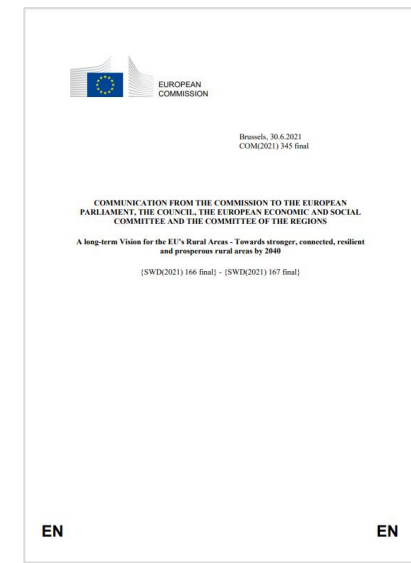 EUROPEAN
COMMISSION
Brussels, 30.6.2021
COM(2021) 345 final
COMMUNICATION FROM THE COMMISSION TO THE EUROPEAN
PARLIAMENT, THE COUNCIL, THE EUROPEAN ECONOMIC AND SOCIAL
COMMITTEE AND THE COMMITTEE OF THE REGIONS
A long-term Vision for the EU's Rural Areas - Towards stronger, connected, resilient
and prosperous rural areas by 2040
{SWD(2021) 166 final} - {SWD(2021) 167 final}
EN EN